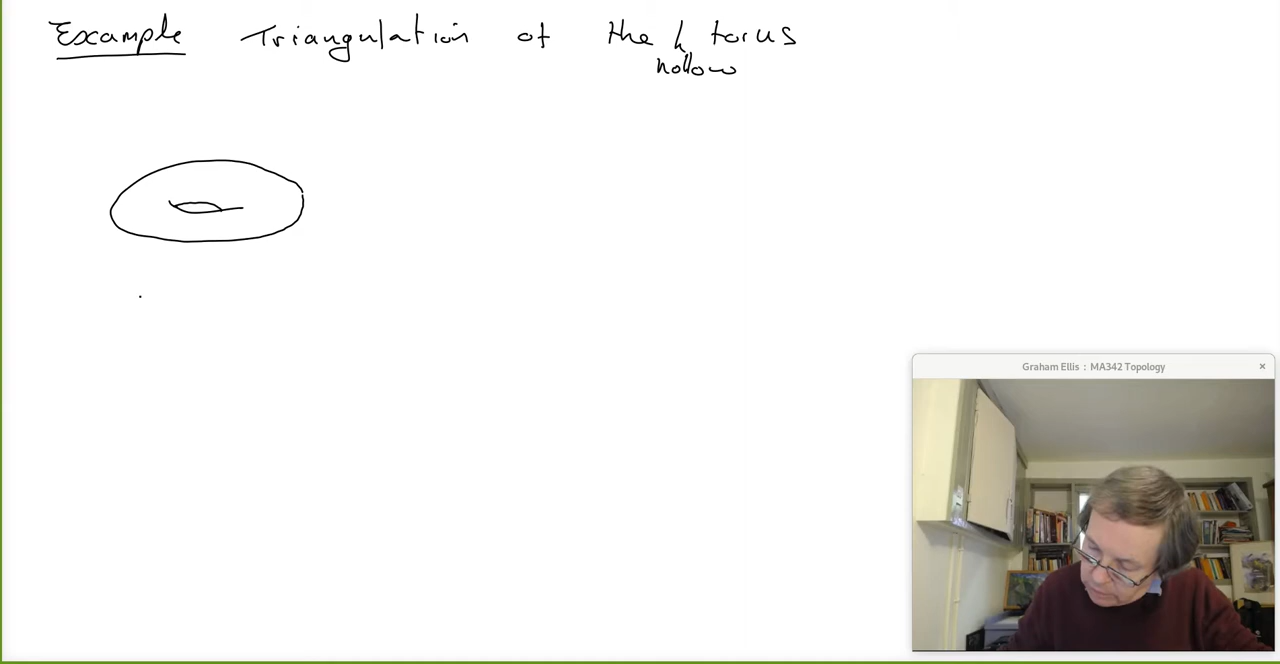 Example Triangulation of the h torus
hollow
Graham Ellis : MA342 Topology